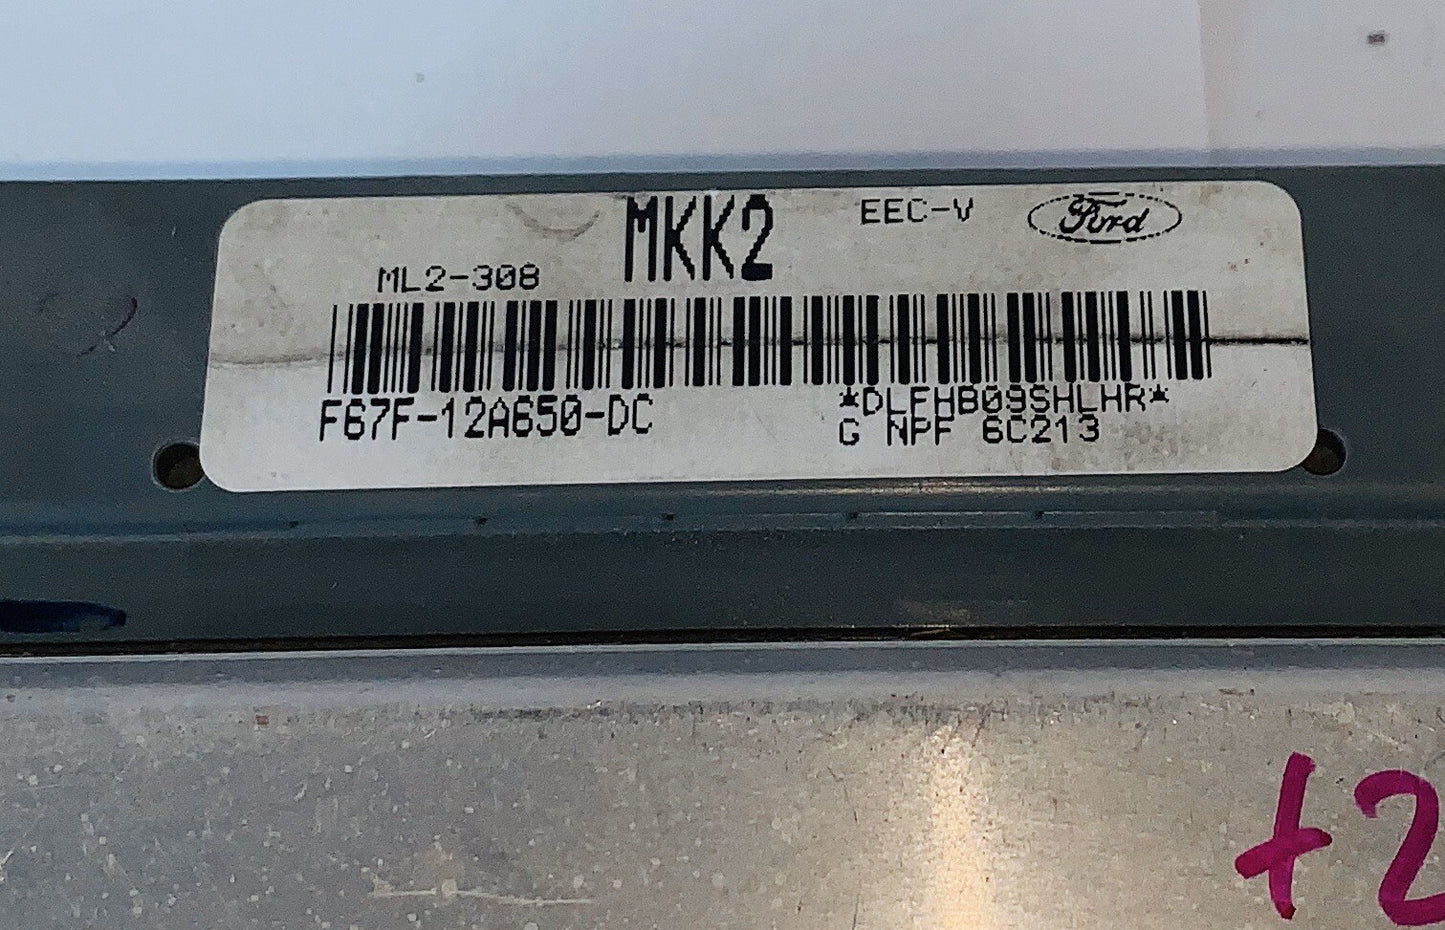 MKK2
EEC-V
Ford
ML2-308
F67F-12A650-DC
*DLFHB09SHLHR*
G NPF 6C213
+2